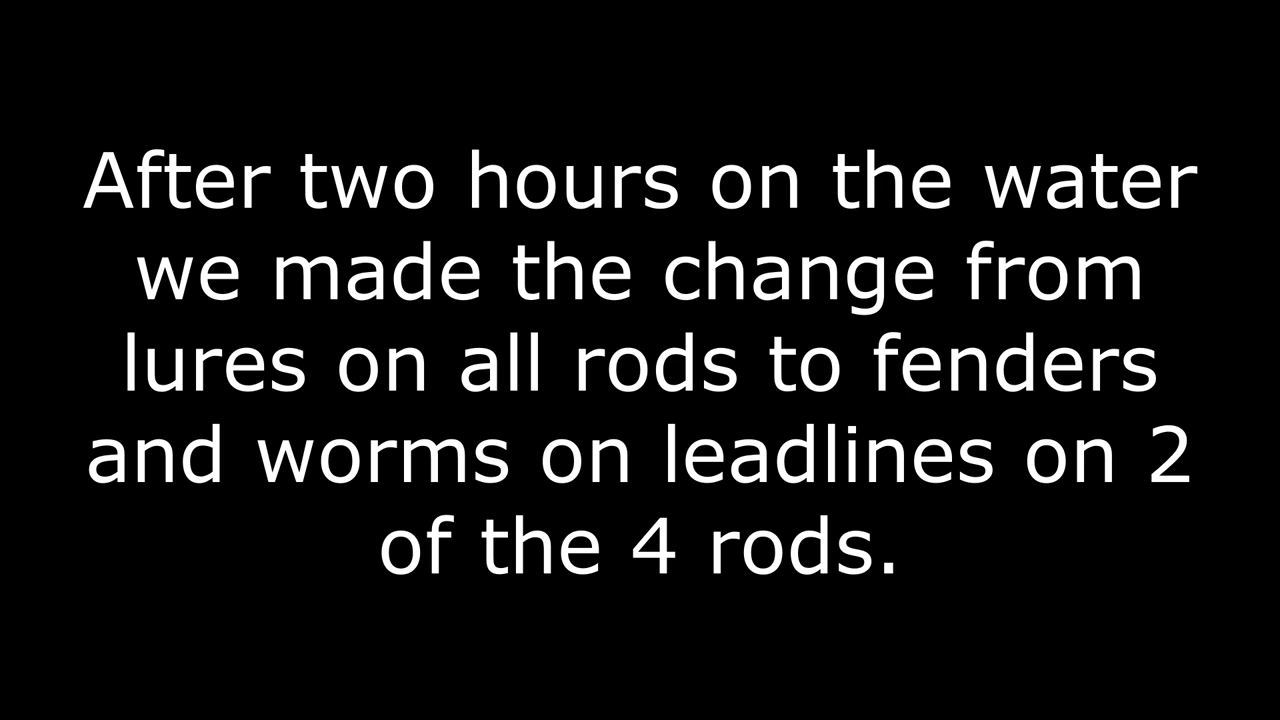 After two hours on the water
we made the change from
lures on all rods to fenders
and worms on leadlines on 2
of the 4 rods.